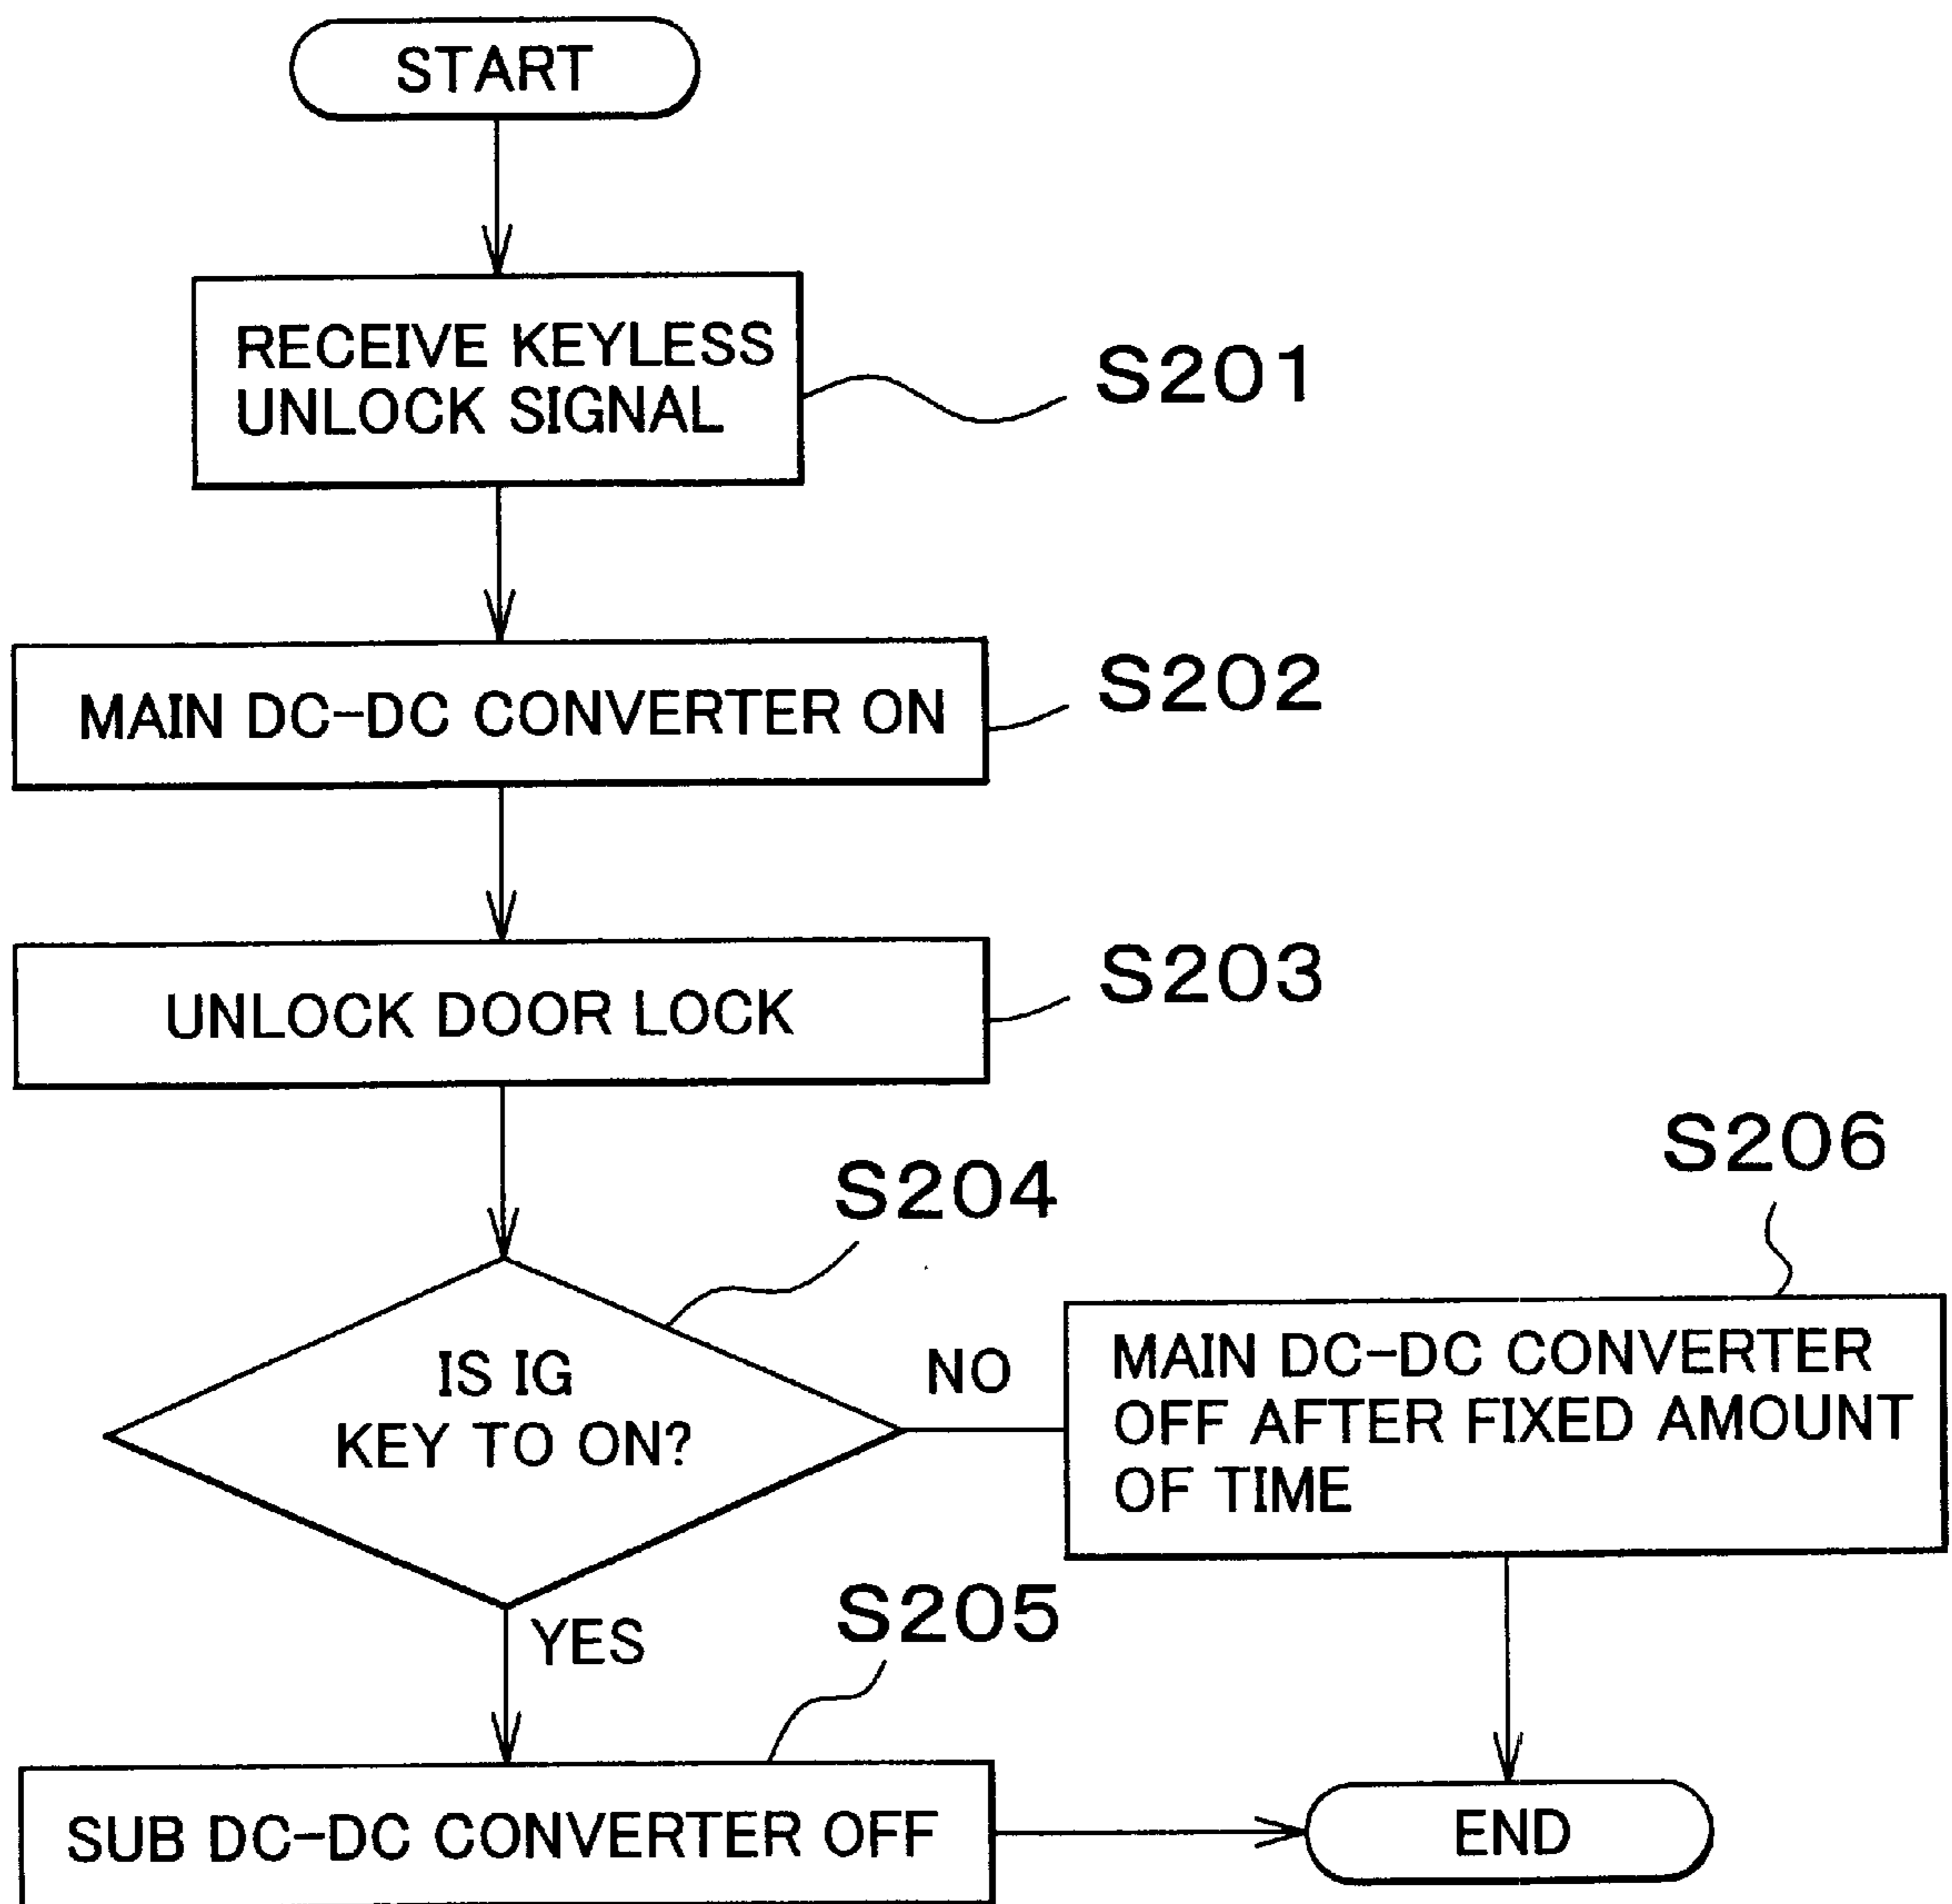 START
RECEIVE KEYLESS
UNLOCK SIGNAL
S201
MAIN DC-DC CONVERTER ON
S202
UNLOCK DOOR LOCK
S203
S204
IS IG
KEY TO ON?
NO
S206
MAIN DC-DC CONVERTER
OFF AFTER FIXED AMOUNT
OF TIME
YES
S205
SUB DC-DC CONVERTER OFF
END